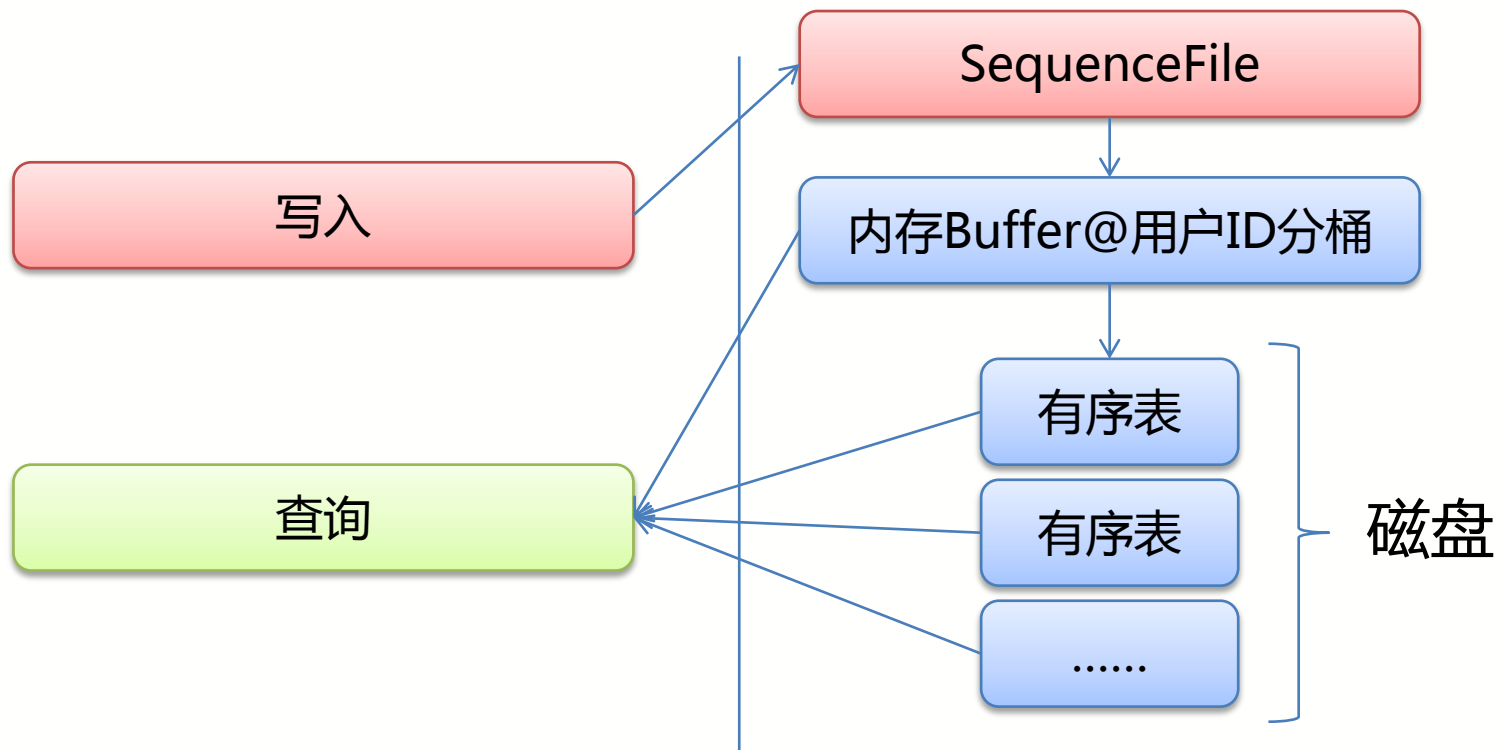 SequenceFile
写入
内存Buffer@用户ID分桶
有序表
查询
有序表
磁盘
......